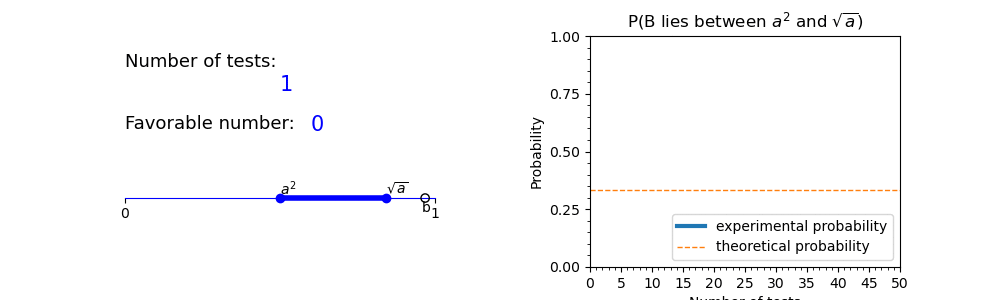 Number of tests:
1
Favorable number: 0
a² √a
0 b 1
P(B lies between a² and √a)
1.00
0.75
0.50
0.25
0.00
Probability
experimental probability
theoretical probability
0 5 10 15 20 25 30 35 40 45 50
Number of tests